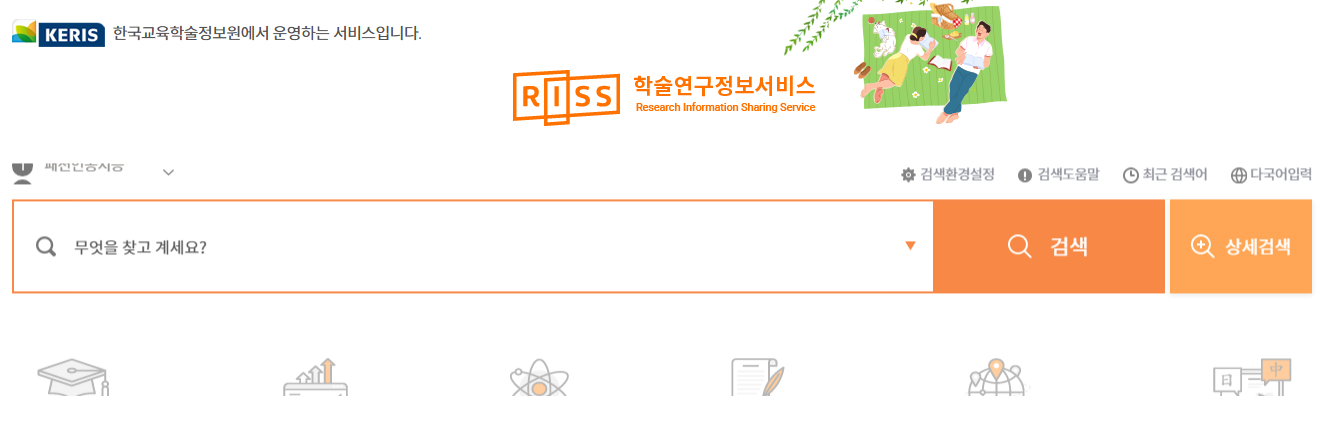 KERIS 한국교육학술정보원에서 운영하는 서비스입니다.
RISS 학술연구정보서비스
Research Information Sharing Service
검색환경설정 검색도움말 최근 검색어 다국어입력
무엇을 찾고 계세요? 검색 상세검색
日 中